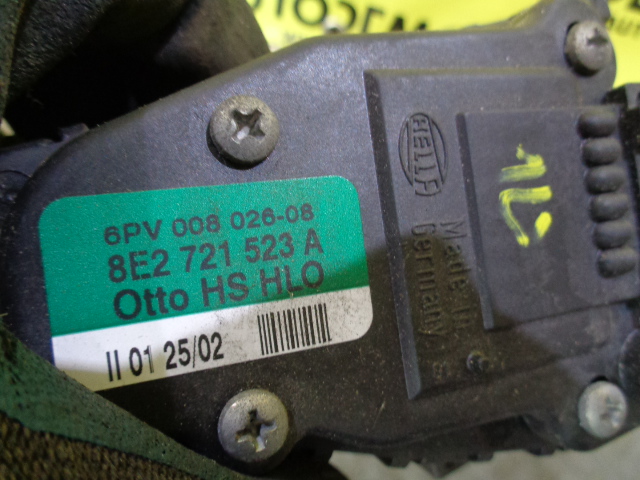 6PV 008 026-08
8E2 721 523 A
Otto HS HLO
II 01 25/02
HELLA
Made in
Germany